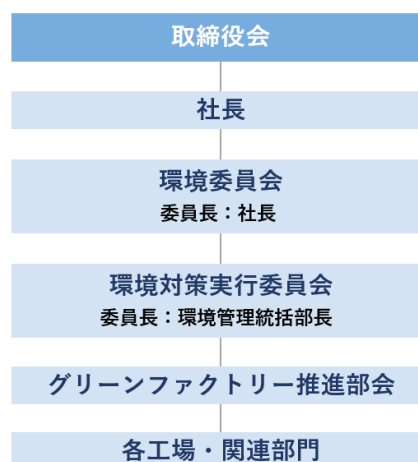 取締役会
社長
環境委員会
委員長：社長
環境対策実行委員会
委員長：環境管理統括部長
グリーンファクトリー推進部会
各工場・関連部門